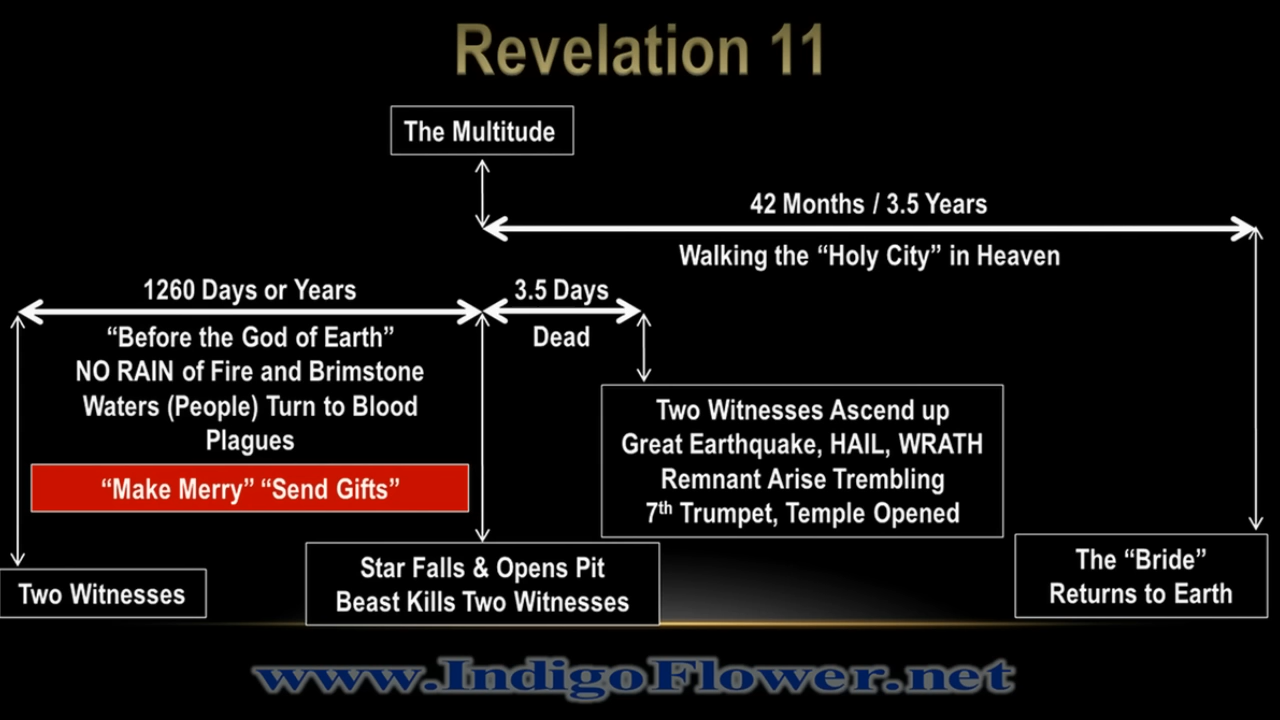 Revelation 11
The Multitude
42 Months / 3.5 Years
Walking the “Holy City” in Heaven
1260 Days or Years
“Before the God of Earth”
NO RAIN of Fire and Brimstone
Waters (People) Turn to Blood
Plagues
“Make Merry” “Send Gifts”
3.5 Days
Dead
Two Witnesses Ascend up
Great Earthquake, HAIL, WRATH
Remnant Arise Trembling
7th Trumpet, Temple Opened
Two Witnesses
Star Falls & Opens Pit
Beast Kills Two Witnesses
The “Bride”
Returns to Earth
www.IndigoFlower.net